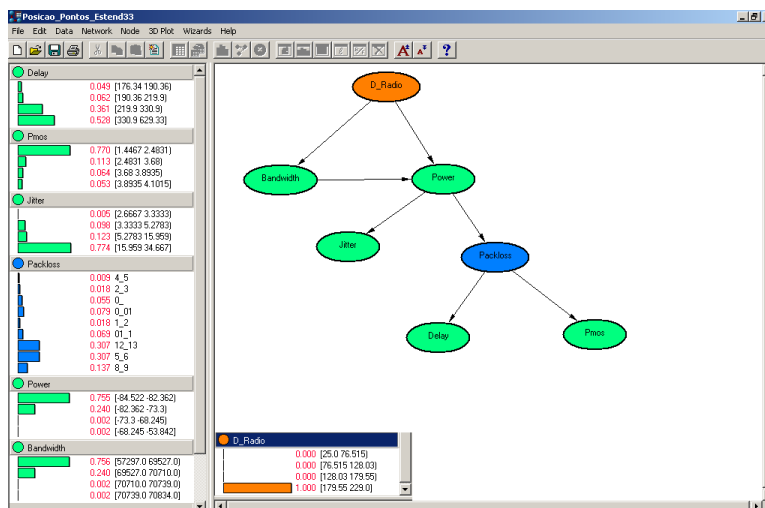 Posicao_Pontos_Estend33
File Edit Data Network Node 3D Plot Wizards Help
A A ?
Delay
0.049 [176.34 190.36)
0.062 [190.36 219.9)
0.361 [219.9 330.9)
0.528 [330.9 629.33)
Pmos
0.770 [1.4467 2.4831)
0.113 [2.4831 3.68)
0.064 [3.68 3.8935)
0.053 [3.8935 4.1015)
Jitter
0.005 [2.6667 3.3333)
0.098 [3.3333 5.2783)
0.123 [5.2783 15.959)
0.774 [15.959 34.667)
Packloss
0.009 4_5
0.018 2_3
0.055 0_
0.079 0_01
0.018 1_2
0.069 01_1
0.307 12_13
0.307 5_6
0.137 8_9
Power
0.755 [-84.522 -82.362)
0.240 [-82.362 -73.3)
0.002 [-73.3 -68.245)
0.002 [-68.245 -53.842)
Bandwidth
0.756 [57297.0 69527.0)
0.240 [69527.0 70710.0)
0.002 [70710.0 70739.0)
0.002 [70739.0 70834.0)
D_Radio
Bandwidth
Power
Jitter
Packloss
Delay
Pmos
D_Radio
0.000 [25.0 76.515)
0.000 [76.515 128.03)
0.000 [128.03 179.55)
1.000 [179.55 229.0)